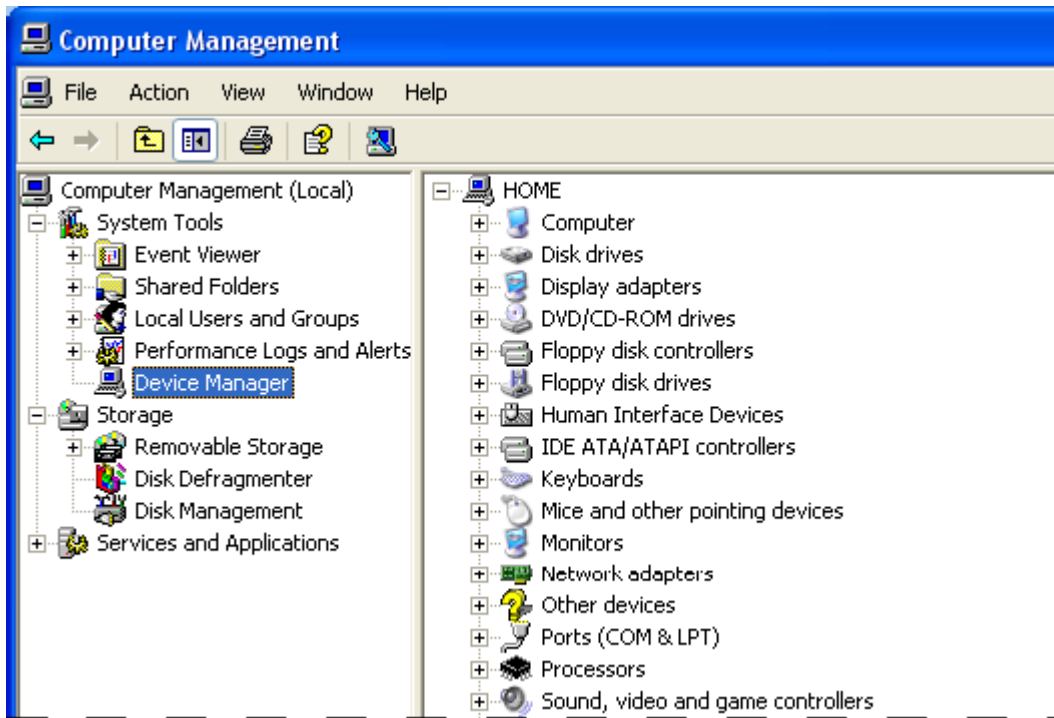 Computer Management
File Action View Window Help
Computer Management (Local)
System Tools
Event Viewer
Shared Folders
Local Users and Groups
Performance Logs and Alerts
Device Manager
Storage
Removable Storage
Disk Defragmenter
Disk Management
Services and Applications
HOME
Computer
Disk drives
Display adapters
DVD/CD-ROM drives
Floppy disk controllers
Floppy disk drives
Human Interface Devices
IDE ATA/ATAPI controllers
Keyboards
Mice and other pointing devices
Monitors
Network adapters
Other devices
Ports (COM & LPT)
Processors
Sound, video and game controllers